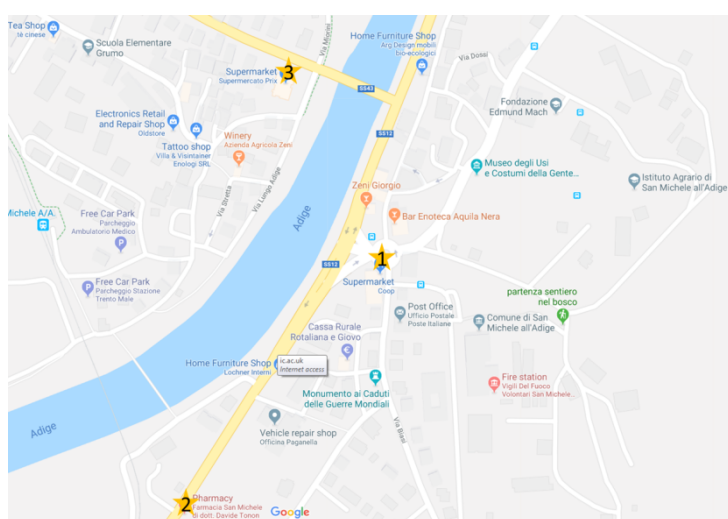 Tea Shop
tè cinese
Scuola Elementare
Grumo
Via Micrini
Home Furniture Shop
Arg Design mobili
bio-ecologici
Via Dosai
Supermarket
Supermercato Prix
3
SS43
Fondazione
Edmund Mach
Electronics Retail
and Repair Shop
Oldstore
SS12
Tattoo shop
Villa & Visintainer
Enologi SRL
Winery
Azienda Agricola Zeni
Museo degli Usi
e Costumi della Gente...
Istituto Agrario di
San Michele all'Adige
Zeni Giorgio
Via Stretta
Via Lungo Adige
Michele A/A.
Free Car Park
Parcheggio
Ambulatorio Medico
Adige
Bar Enoteca Aquila Nera
1
SS12
Supermarket
Coop
Free Car Park
Parcheggio Stazione
Trento Male
partenza sentiero
nel bosco
Post Office
Ufficio Postale
Poste Italiane
Comune di San
Michele all'Adige
Cassa Rurale
Rotaliana e Giovo
Home Furniture Shop
Lochner Interni
ic.ac.uk
Internet access
Fire station
Vigili Del Fuoco
Volontari San Michele...
Monumento ai Caduti
delle Guerre Mondiali
Adige
Vehicle repair shop
Officina Paganella
Via Biasi
2
Pharmacy
Farmacia San Michele
di dott. Davide Tonon
Google